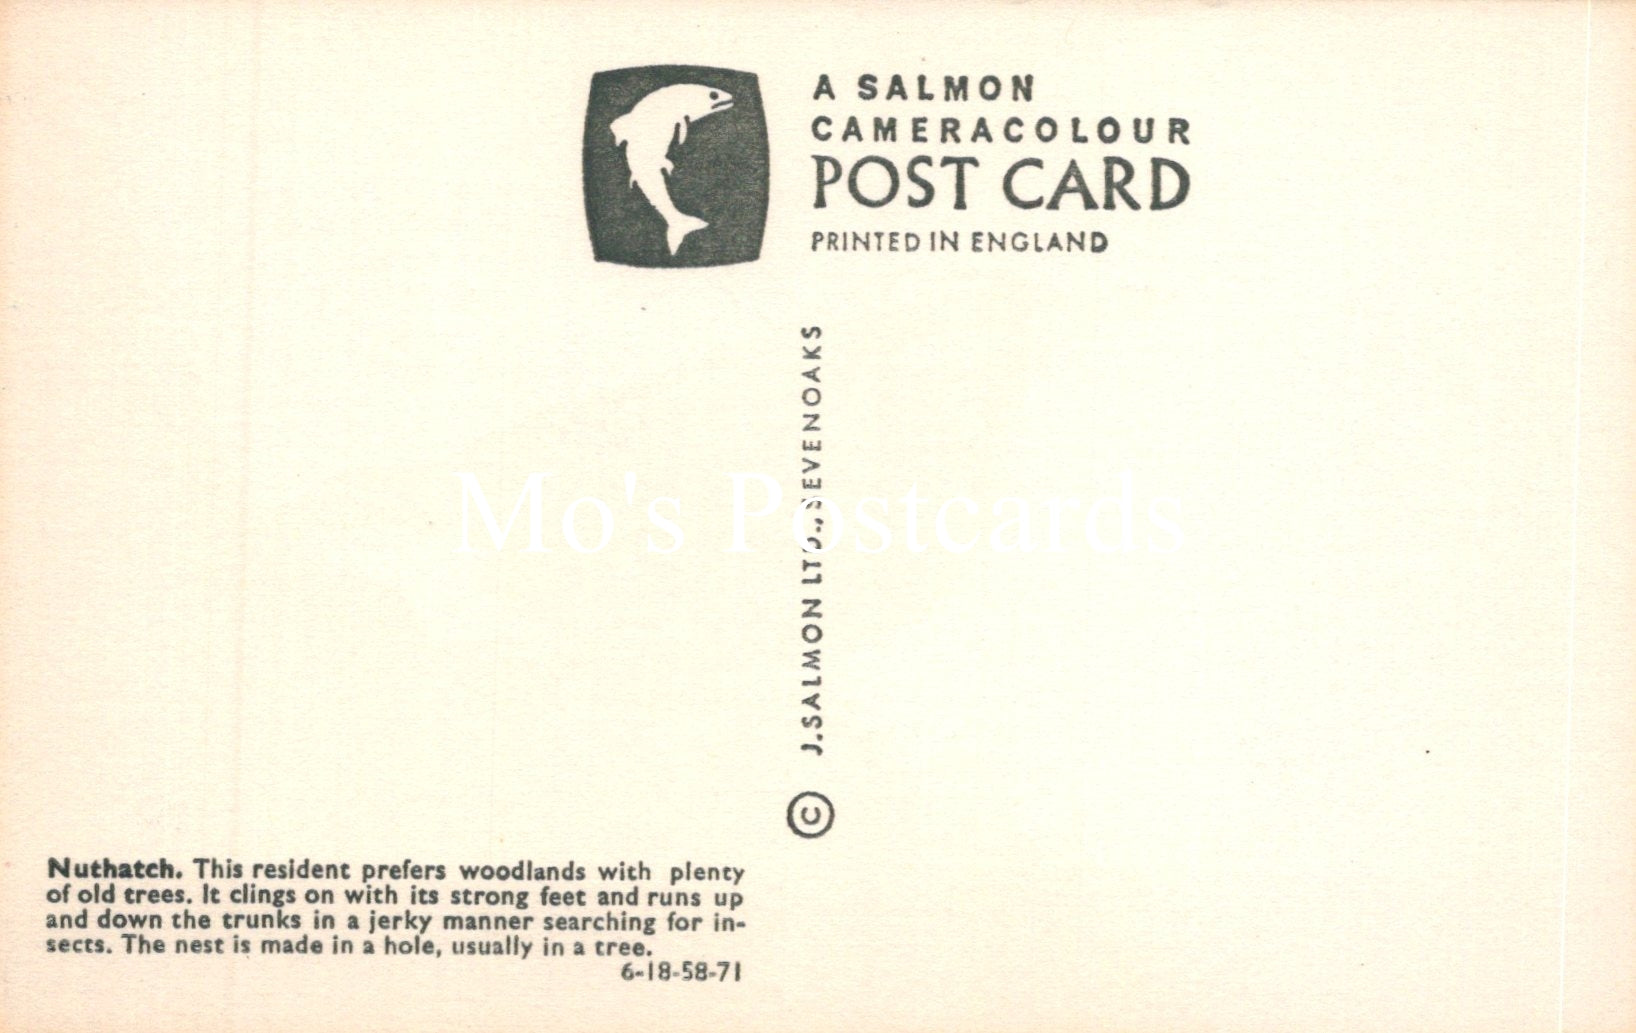 A SALMON
CAMERACOLOUR
POST CARD
PRINTED IN ENGLAND
© J. SALMON LTD., SEVENOAKS
Mo's Postcards
Nuthatch. This resident prefers woodlands with plenty
of old trees. It clings on with its strong feet and runs up
and down the trunks in a jerky manner searching for in-
sects. The nest is made in a hole, usually in a tree.
6-18-58-71